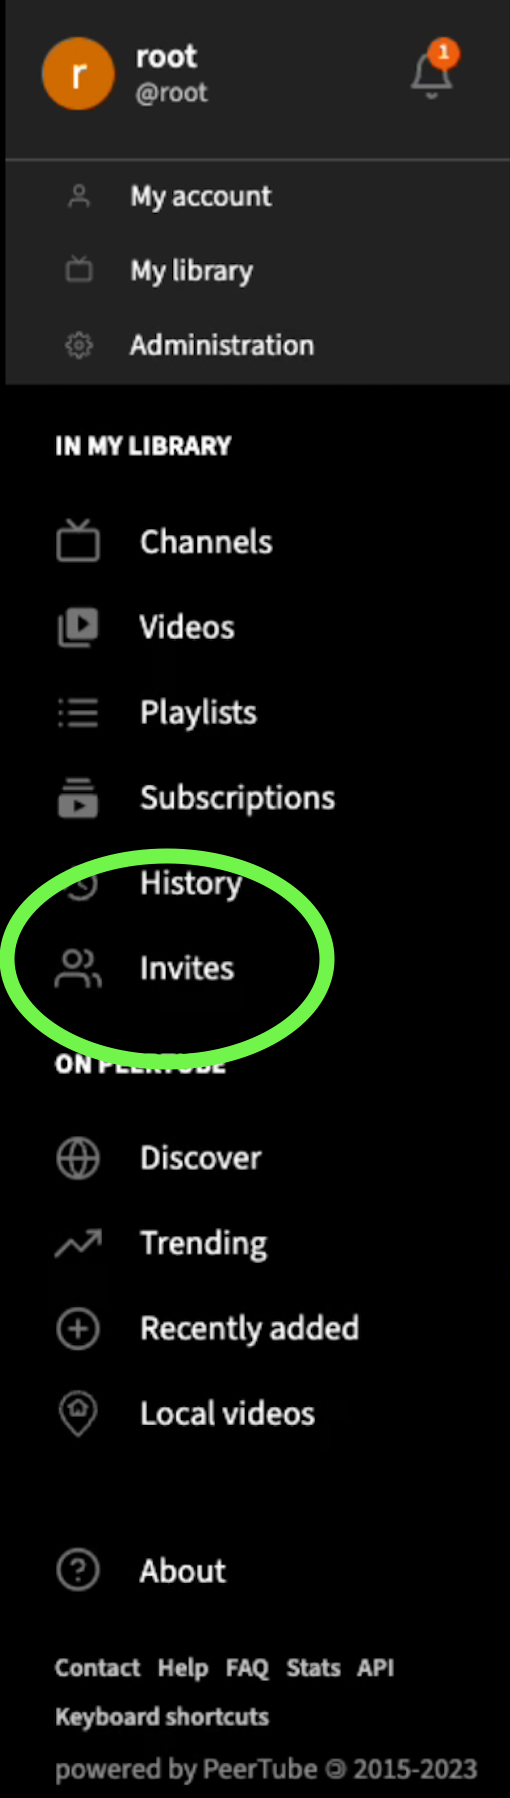 r
root
@root
1
My account
My library
Administration
IN MY LIBRARY
Channels
Videos
Playlists
Subscriptions
History
Invites
ON PEERTUBE
Discover
Trending
Recently added
Local videos
About
Contact Help FAQ Stats API
Keyboard shortcuts
powered by PeerTube © 2015-2023